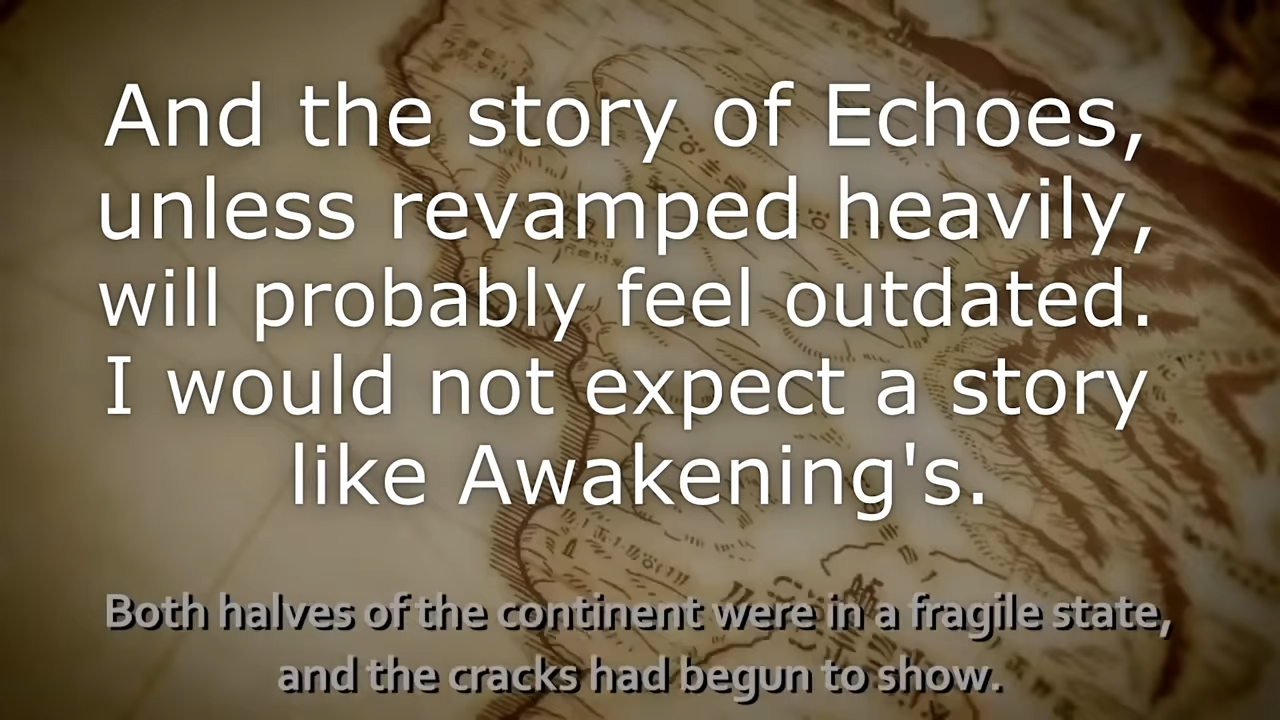 And the story of Echoes,
unless revamped heavily,
will probably feel outdated.
I would not expect a story
like Awakening's.
Both halves of the continent were in a fragile state,
and the cracks had begun to show.